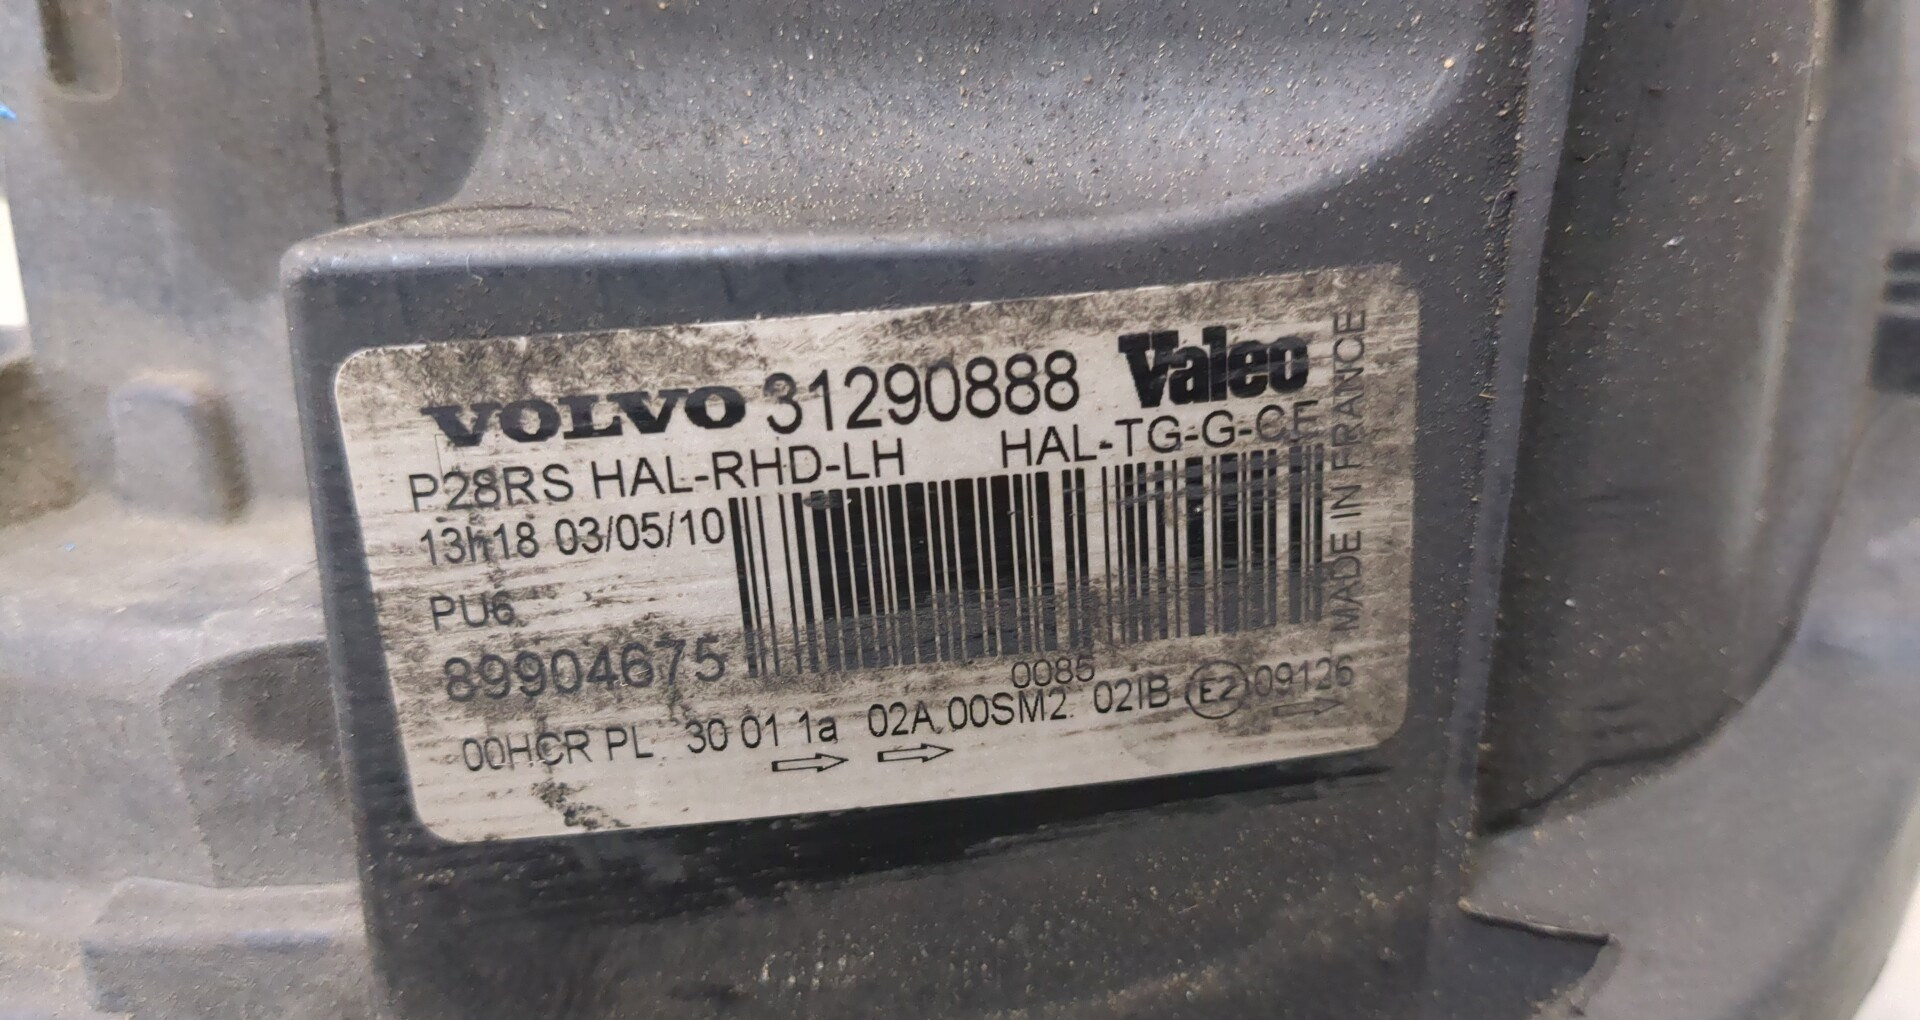 VOLVO 31290888 Valeo
P28RS HAL-RHD-LH HAL-TG-G-CE
13h18 03/05/10
PU6
89904675
0085
00HCR PL 30 01 1a 02A 00SM2 02IB E2 09126
MADE IN FRANCE